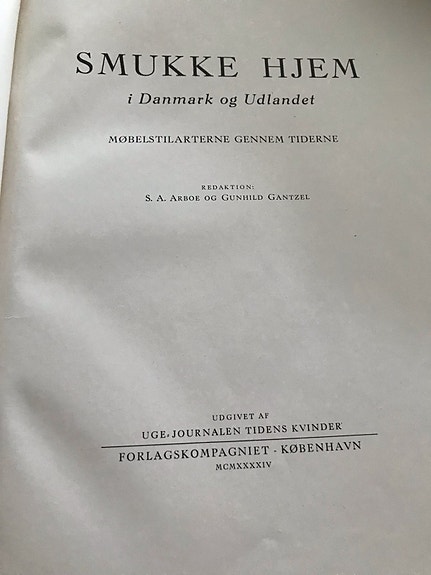 SMUKKE HJEM
i Danmark og Udlandet
MØBELSTILARTERNE GENNEM TIDERNE
REDAKTION:
S. A. ARBOE OG GUNHILD GANTZEL
UDGIVET AF
UGE-JOURNALEN TIDENS KVINDER
FORLAGSKOMPAGNIET - KØBENHAVN
MCMXXXXIV